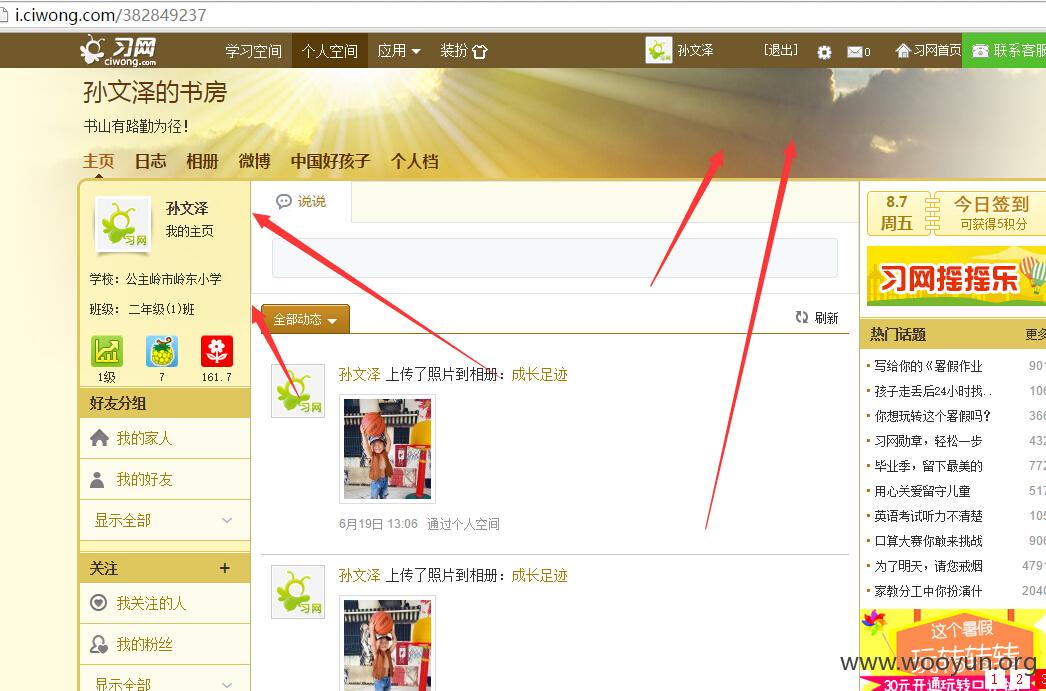 i.ciwong.com/382849237
习网 ciwong.com 学习空间 个人空间 应用 装扮 孙文泽 [退出] 0 习网首页 联系客服
孙文泽的书房
书山有路勤为径！
主页 日志 相册 微博 中国好孩子 个人档
孙文泽
我的主页
习网
学校：公主岭市岭东小学
班级：二年级(1)班
1级 7 161.7
好友分组
我的家人
我的好友
显示全部
关注 +
我关注的人
我的粉丝
显示全部
说说
全部动态 刷新
孙文泽 上传了照片到相册：成长足迹
习网
6月19日 13:06 通过个人空间
孙文泽 上传了照片到相册：成长足迹
习网
8.7 今日签到
周五 可获得5积分
习网摇摇乐
热门话题 更多
写给你的《暑假作业 901
孩子走丢后24小时找.. 106
你想玩转这个暑假吗？ 366
习网勋章，轻松一步 432
毕业季，留下最美的 772
用心关爱留守儿童 517
英语考试听力不清楚 105
口算大赛你敢来挑战 906
为了明天，请您戒烟 4791
家教分工中你扮演什 2040
这个暑假
玩转转转
30元开通玩转口
1 2 3
www.wooyun.org